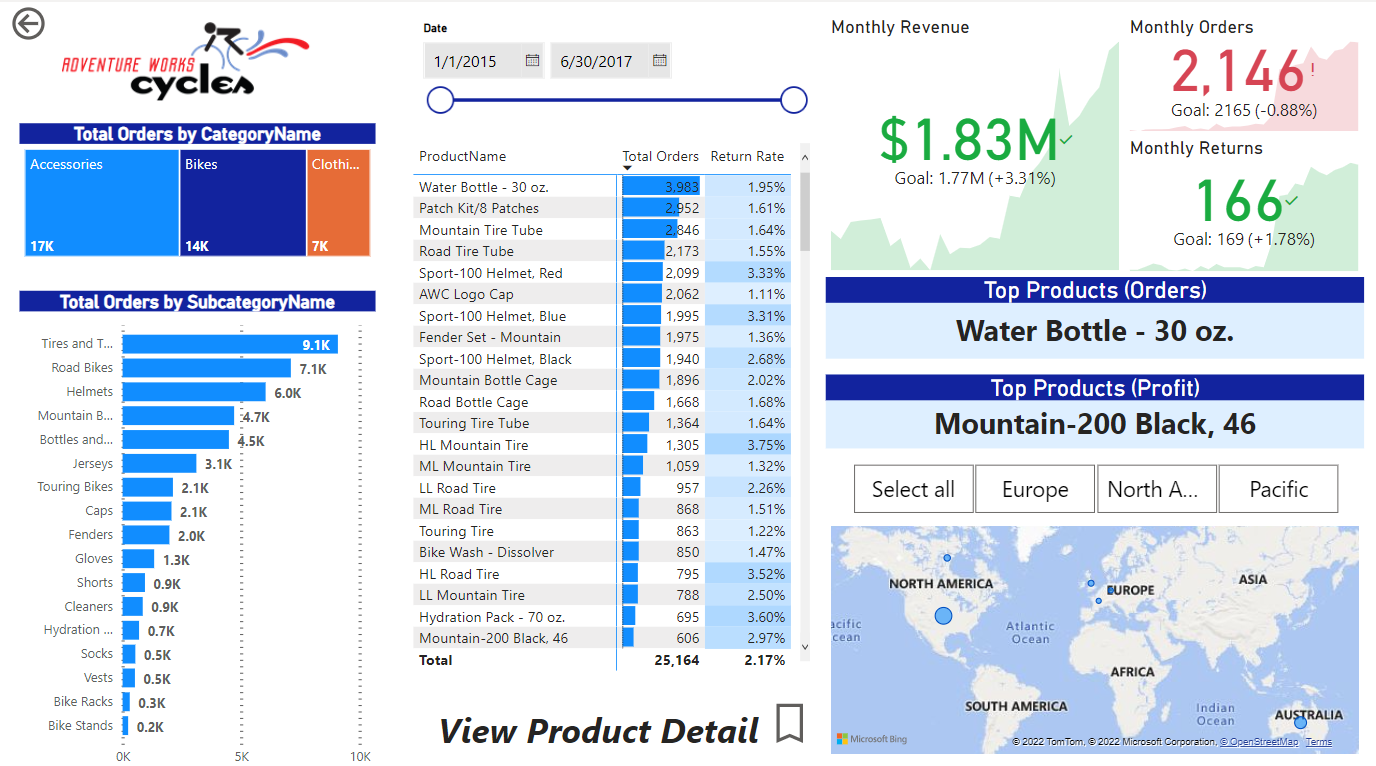 ADVENTURE WORKS
cycles
Total Orders by CategoryName
Accessories
17K
Bikes
14K
Clothi...
7K
Total Orders by SubcategoryName
Tires and T... 9.1K
Road Bikes 7.1K
Helmets 6.0K
Mountain B... 4.7K
Bottles and... 4.5K
Jerseys 3.1K
Touring Bikes 2.1K
Caps 2.1K
Fenders 2.0K
Gloves 1.3K
Shorts 0.9K
Cleaners 0.9K
Hydration ... 0.7K
Socks 0.5K
Vests 0.5K
Bike Racks 0.3K
Bike Stands 0.2K
0K 5K 10K
Date
1/1/2015 6/30/2017
ProductName Total Orders Return Rate
Water Bottle - 30 oz. 3,983 1.95%
Patch Kit/8 Patches 2,952 1.61%
Mountain Tire Tube 2,846 1.64%
Road Tire Tube 2,173 1.55%
Sport-100 Helmet, Red 2,099 3.33%
AWC Logo Cap 2,062 1.11%
Sport-100 Helmet, Blue 1,995 3.31%
Fender Set - Mountain 1,975 1.36%
Sport-100 Helmet, Black 1,940 2.68%
Mountain Bottle Cage 1,896 2.02%
Road Bottle Cage 1,668 1.68%
Touring Tire Tube 1,364 1.64%
HL Mountain Tire 1,305 3.75%
ML Mountain Tire 1,059 1.32%
LL Road Tire 957 2.26%
ML Road Tire 868 1.51%
Touring Tire 863 1.22%
Bike Wash - Dissolver 850 1.47%
HL Road Tire 795 3.52%
LL Mountain Tire 788 2.50%
Hydration Pack - 70 oz. 695 3.60%
Mountain-200 Black, 46 606 2.97%
Total 25,164 2.17%
View Product Detail
Monthly Revenue
$1.83M
Goal: 1.77M (+3.31%)
Monthly Orders
2,146!
Goal: 2165 (-0.88%)
Monthly Returns
166
Goal: 169 (+1.78%)
Top Products (Orders)
Water Bottle - 30 oz.
Top Products (Profit)
Mountain-200 Black, 46
Select all Europe North A... Pacific
NORTH AMERICA
EUROPE
ASIA
acific
cean
Atlantic
Ocean
AFRICA
SOUTH AMERICA
Indian
Ocean
AUSTRALIA
Microsoft Bing
© 2022 TomTom, © 2022 Microsoft Corporation, © OpenStreetMap Terms